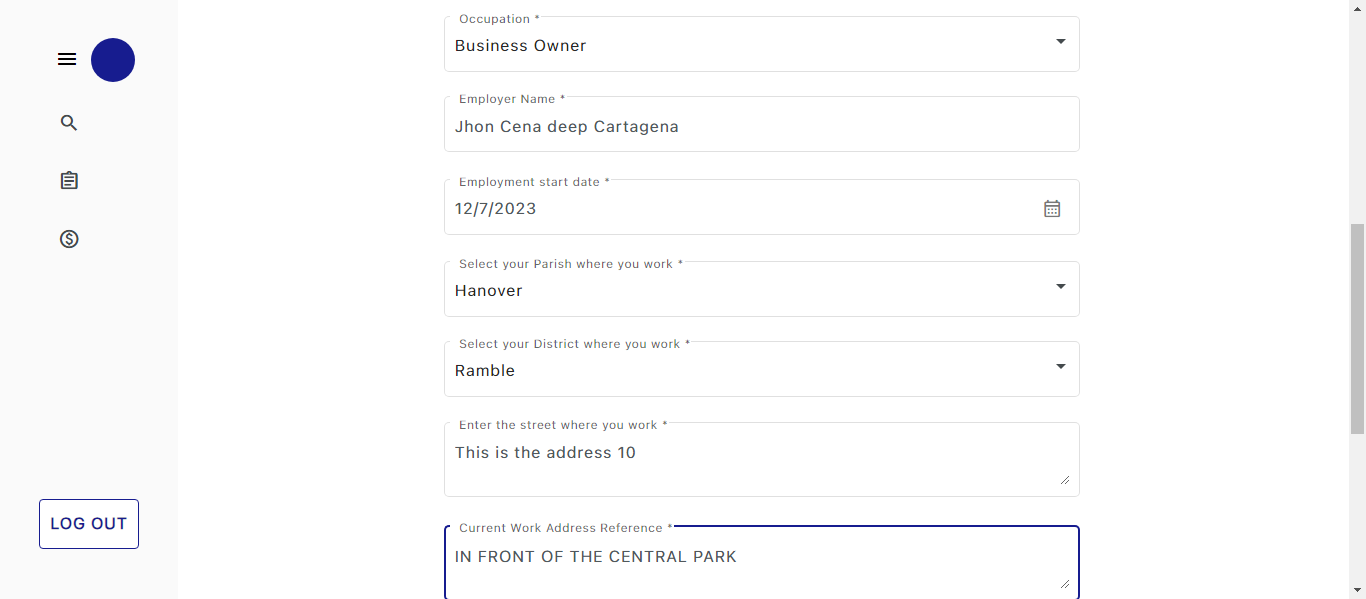 Occupation *
Business Owner
Employer Name *
Jhon Cena deep Cartagena
Employment start date *
12/7/2023
Select your Parish where you work *
Hanover
Select your District where you work *
Ramble
Enter the street where you work *
This is the address 10
LOG OUT
Current Work Address Reference *
IN FRONT OF THE CENTRAL PARK